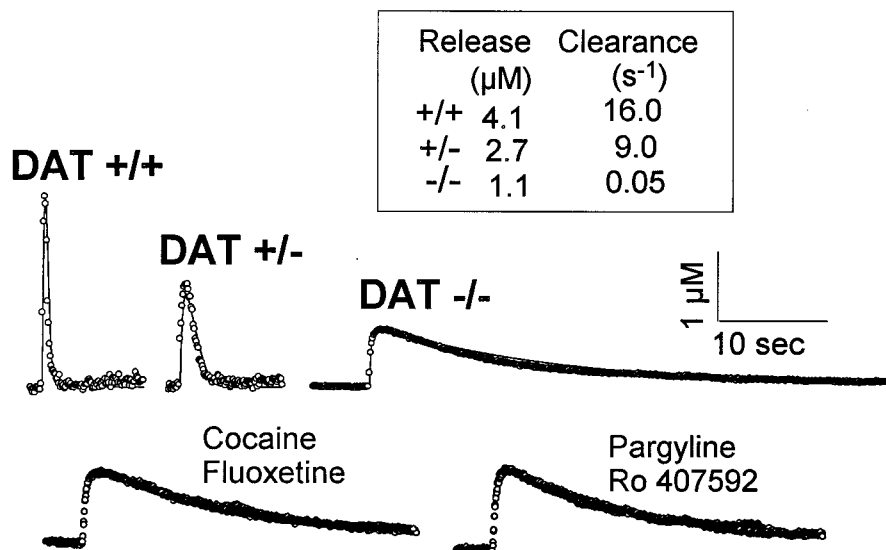 Release Clearance
(µM) (s⁻¹)
+/+ 4.1 16.0
+/- 2.7 9.0
-/- 1.1 0.05
DAT +/+
DAT +/-
DAT -/-
1 µM
10 sec
Cocaine
Fluoxetine
Pargyline
Ro 407592